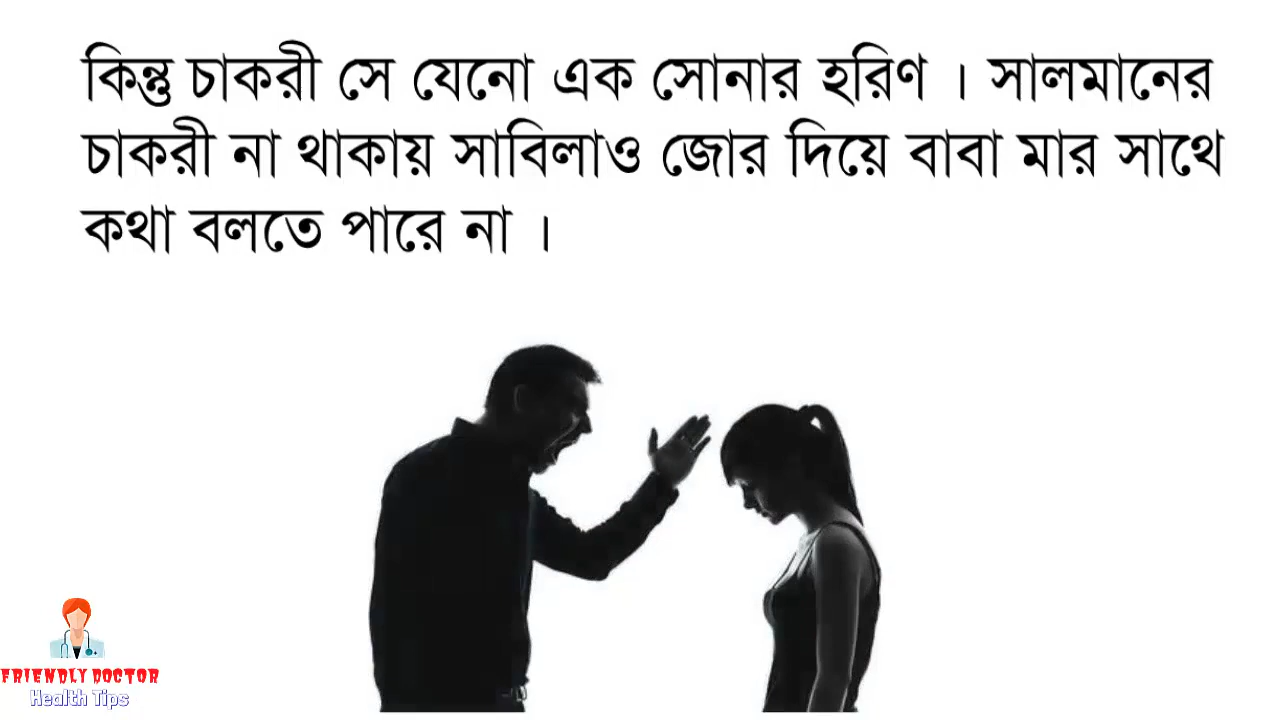 কিন্তু চাকরী সে যেনো এক সোনার হরিণ । সালমানের
চাকরী না থাকায় সাবিলাও জোর দিয়ে বাবা মার সাথে
কথা বলতে পারে না ।
FRIENDLY DOCTOR
Health Tips